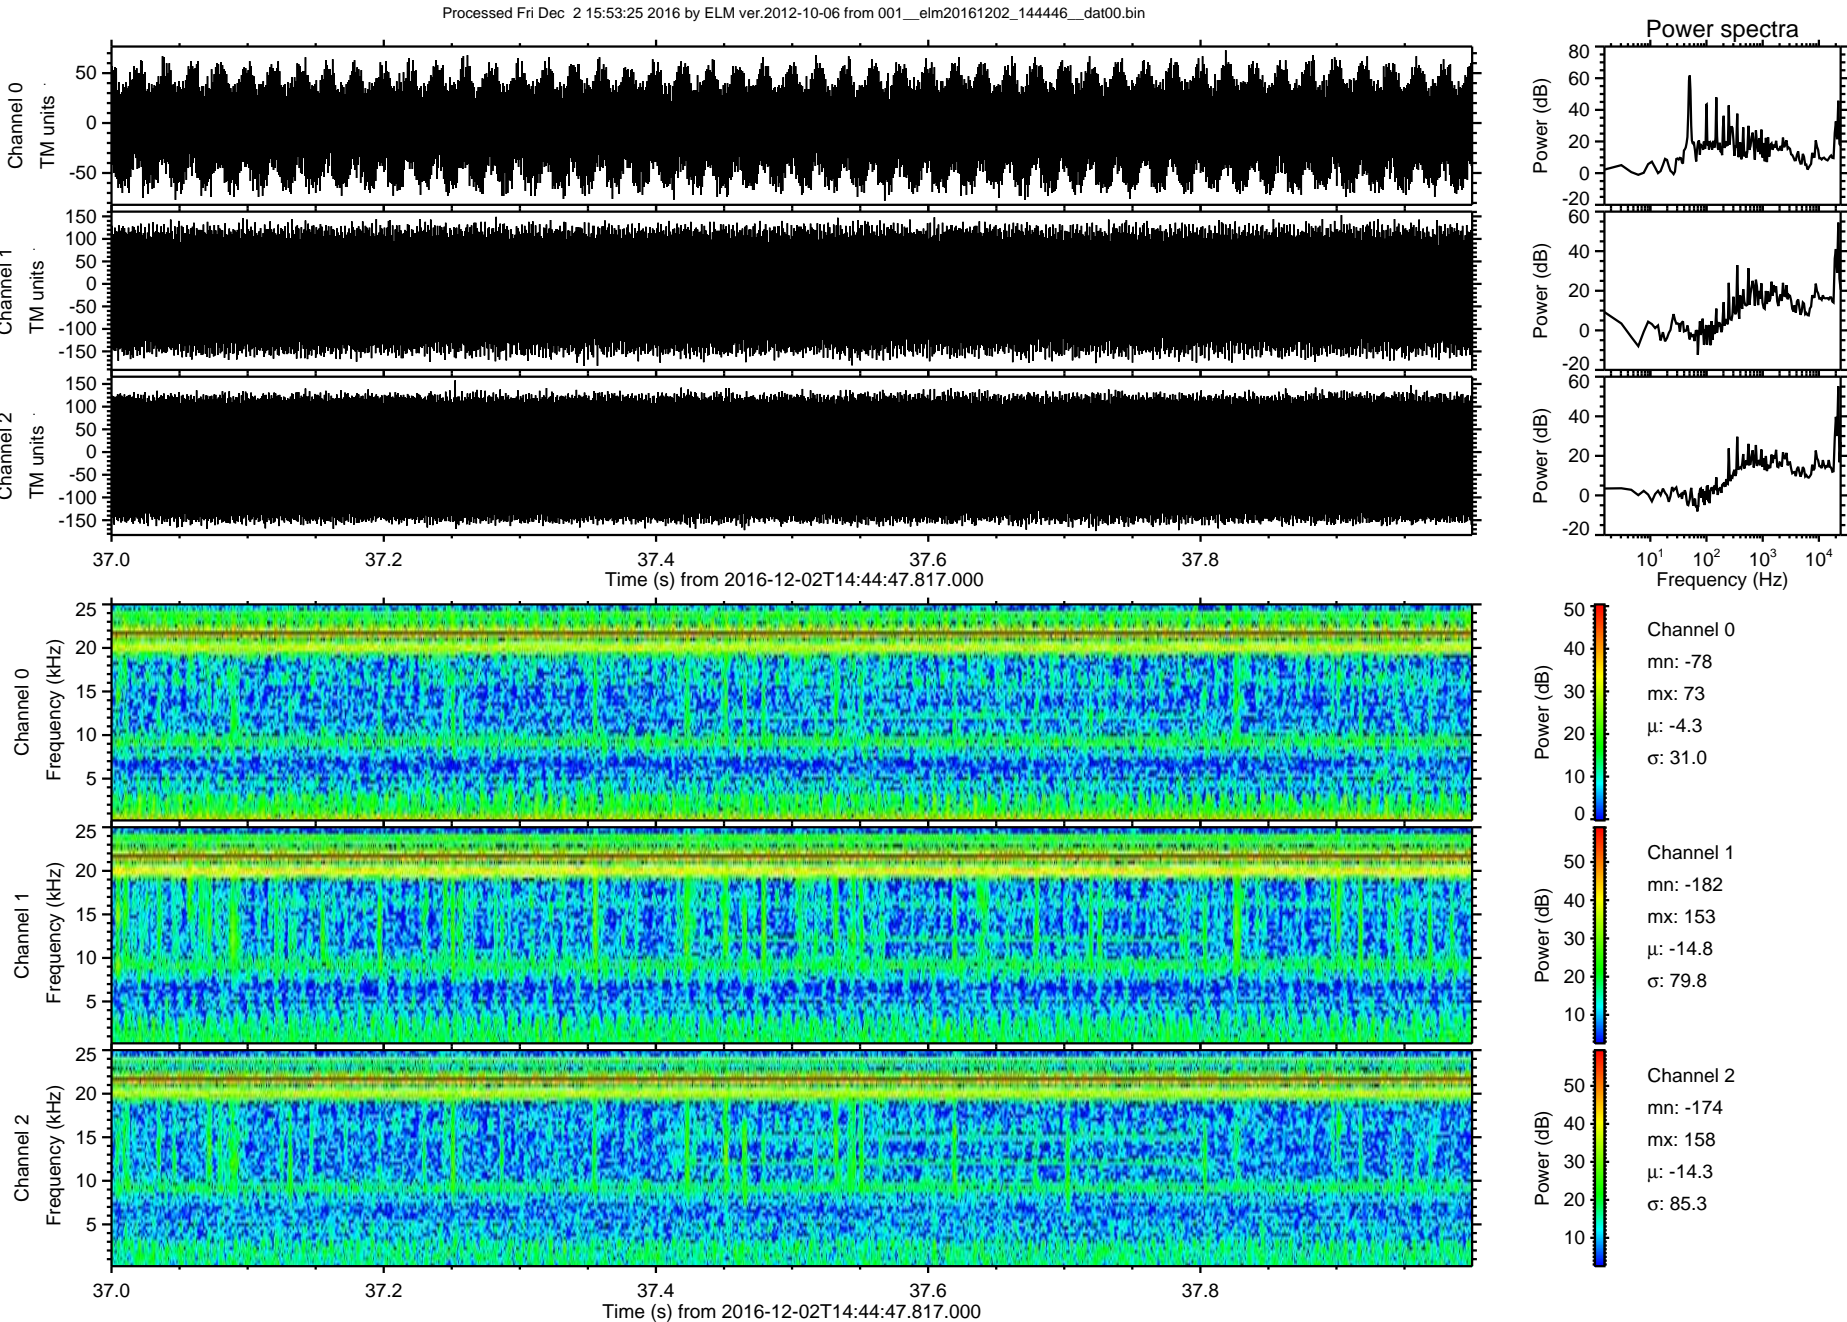 Processed Fri Dec  2 15:53:25 2016 by ELM ver.2012-10-06 from 001__elm20161202_144446__dat00.bin
Power spectra
Channel 0
TM units
50
0
-50
Power (dB)
80
60
40
20
0
-20
Channel 1
TM units
150
100
50
0
-50
-100
-150
Power (dB)
60
40
20
0
-20
Channel 2
TM units
150
100
50
0
-50
-100
-150
Power (dB)
60
40
20
0
-20
37.0 37.2 37.4 37.6 37.8
Time (s) from 2016-12-02T14:44:47.817.000
10¹ 10² 10³ 10⁴
Frequency (Hz)
Channel 0
Frequency (kHz)
25
20
15
10
5
Power (dB)
50
40
30
20
10
0
Channel 0
mn: -78
mx: 73
μ: -4.3
σ: 31.0
Channel 1
Frequency (kHz)
25
20
15
10
5
Power (dB)
50
40
30
20
10
Channel 1
mn: -182
mx: 153
μ: -14.8
σ: 79.8
Channel 2
Frequency (kHz)
25
20
15
10
5
Power (dB)
50
40
30
20
10
Channel 2
mn: -174
mx: 158
μ: -14.3
σ: 85.3
37.0 37.2 37.4 37.6 37.8
Time (s) from 2016-12-02T14:44:47.817.000